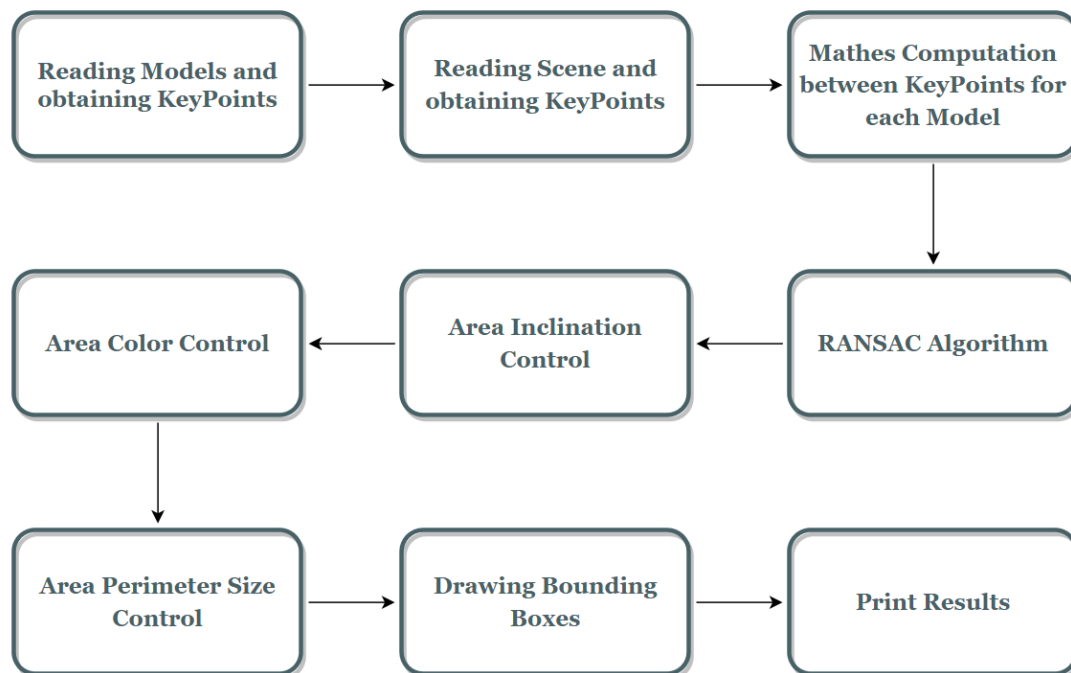 Reading Models and
obtaining KeyPoints
Reading Scene and
obtaining KeyPoints
Mathes Computation
between KeyPoints for
each Model
RANSAC Algorithm
Area Inclination
Control
Area Color Control
Area Perimeter Size
Control
Drawing Bounding
Boxes
Print Results